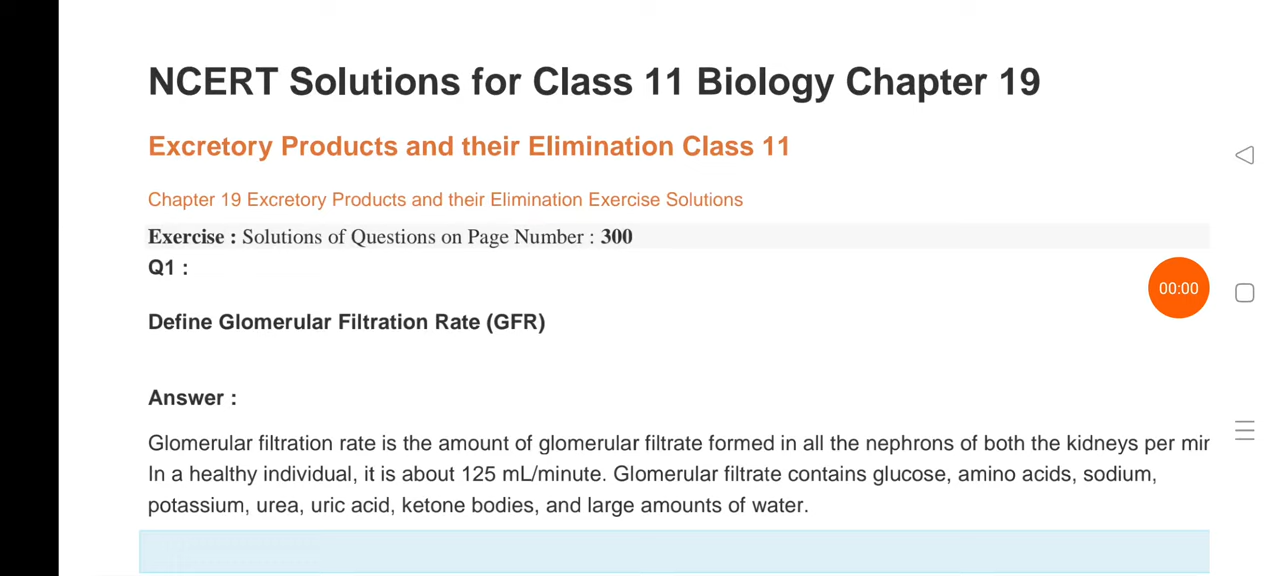 NCERT Solutions for Class 11 Biology Chapter 19
Excretory Products and their Elimination Class 11
Chapter 19 Excretory Products and their Elimination Exercise Solutions
Exercise : Solutions of Questions on Page Number : 300
Q1 :
00:00
Define Glomerular Filtration Rate (GFR)
Answer :
Glomerular filtration rate is the amount of glomerular filtrate formed in all the nephrons of both the kidneys per
In a healthy individual, it is about 125 mL/minute. Glomerular filtrate contains glucose, amino acids, sodium,
potassium, urea, uric acid, ketone bodies, and large amounts of water.